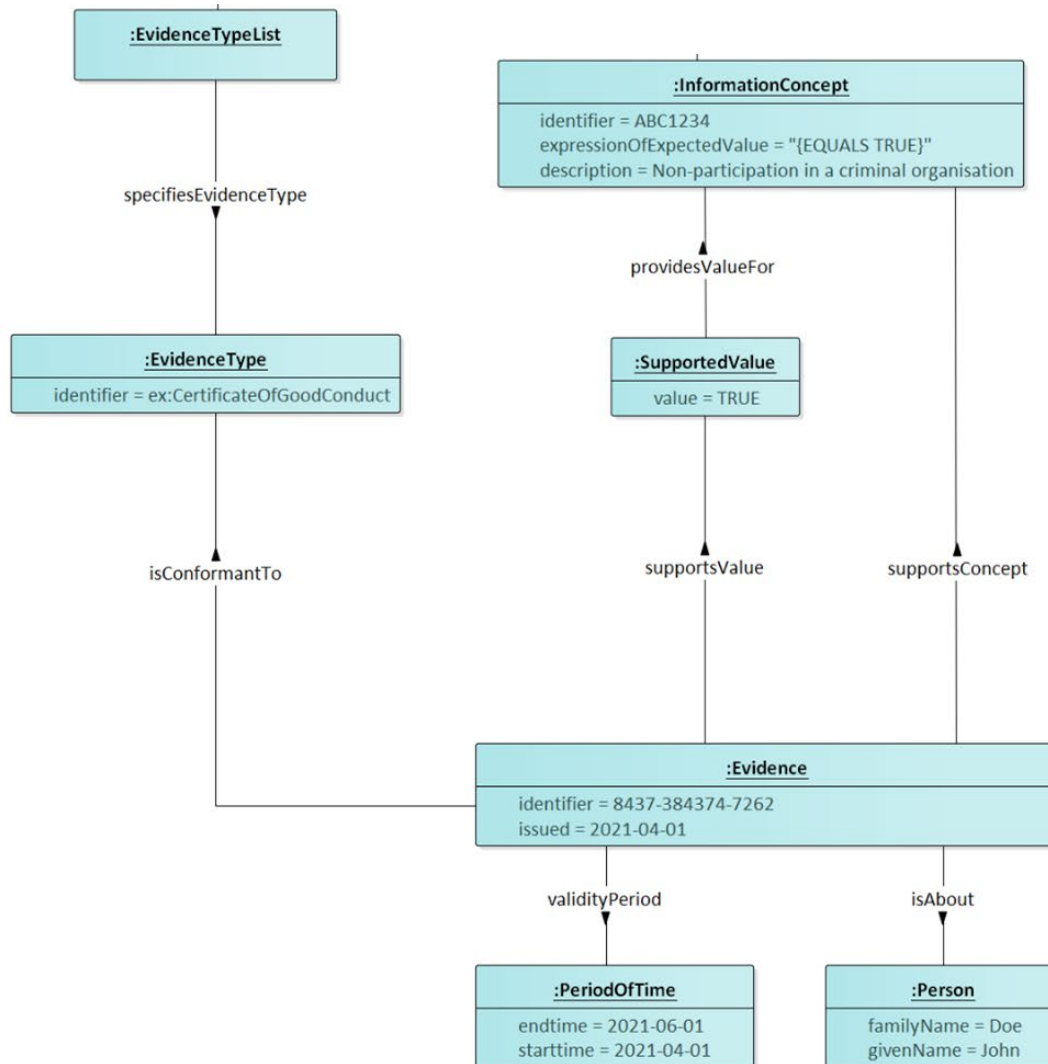 :EvidenceTypeList
:InformationConcept
identifier = ABC1234
expressionOfExpectedValue = "{EQUALS TRUE}"
description = Non-participation in a criminal organisation
specifiesEvidenceType
providesValueFor
:EvidenceType
identifier = ex:CertificateOfGoodConduct
:SupportedValue
value = TRUE
isConformantTo
supportsValue
supportsConcept
:Evidence
identifier = 8437-384374-7262
issued = 2021-04-01
validityPeriod
isAbout
:PeriodOfTime
endtime = 2021-06-01
starttime = 2021-04-01
:Person
familyName = Doe
givenName = John